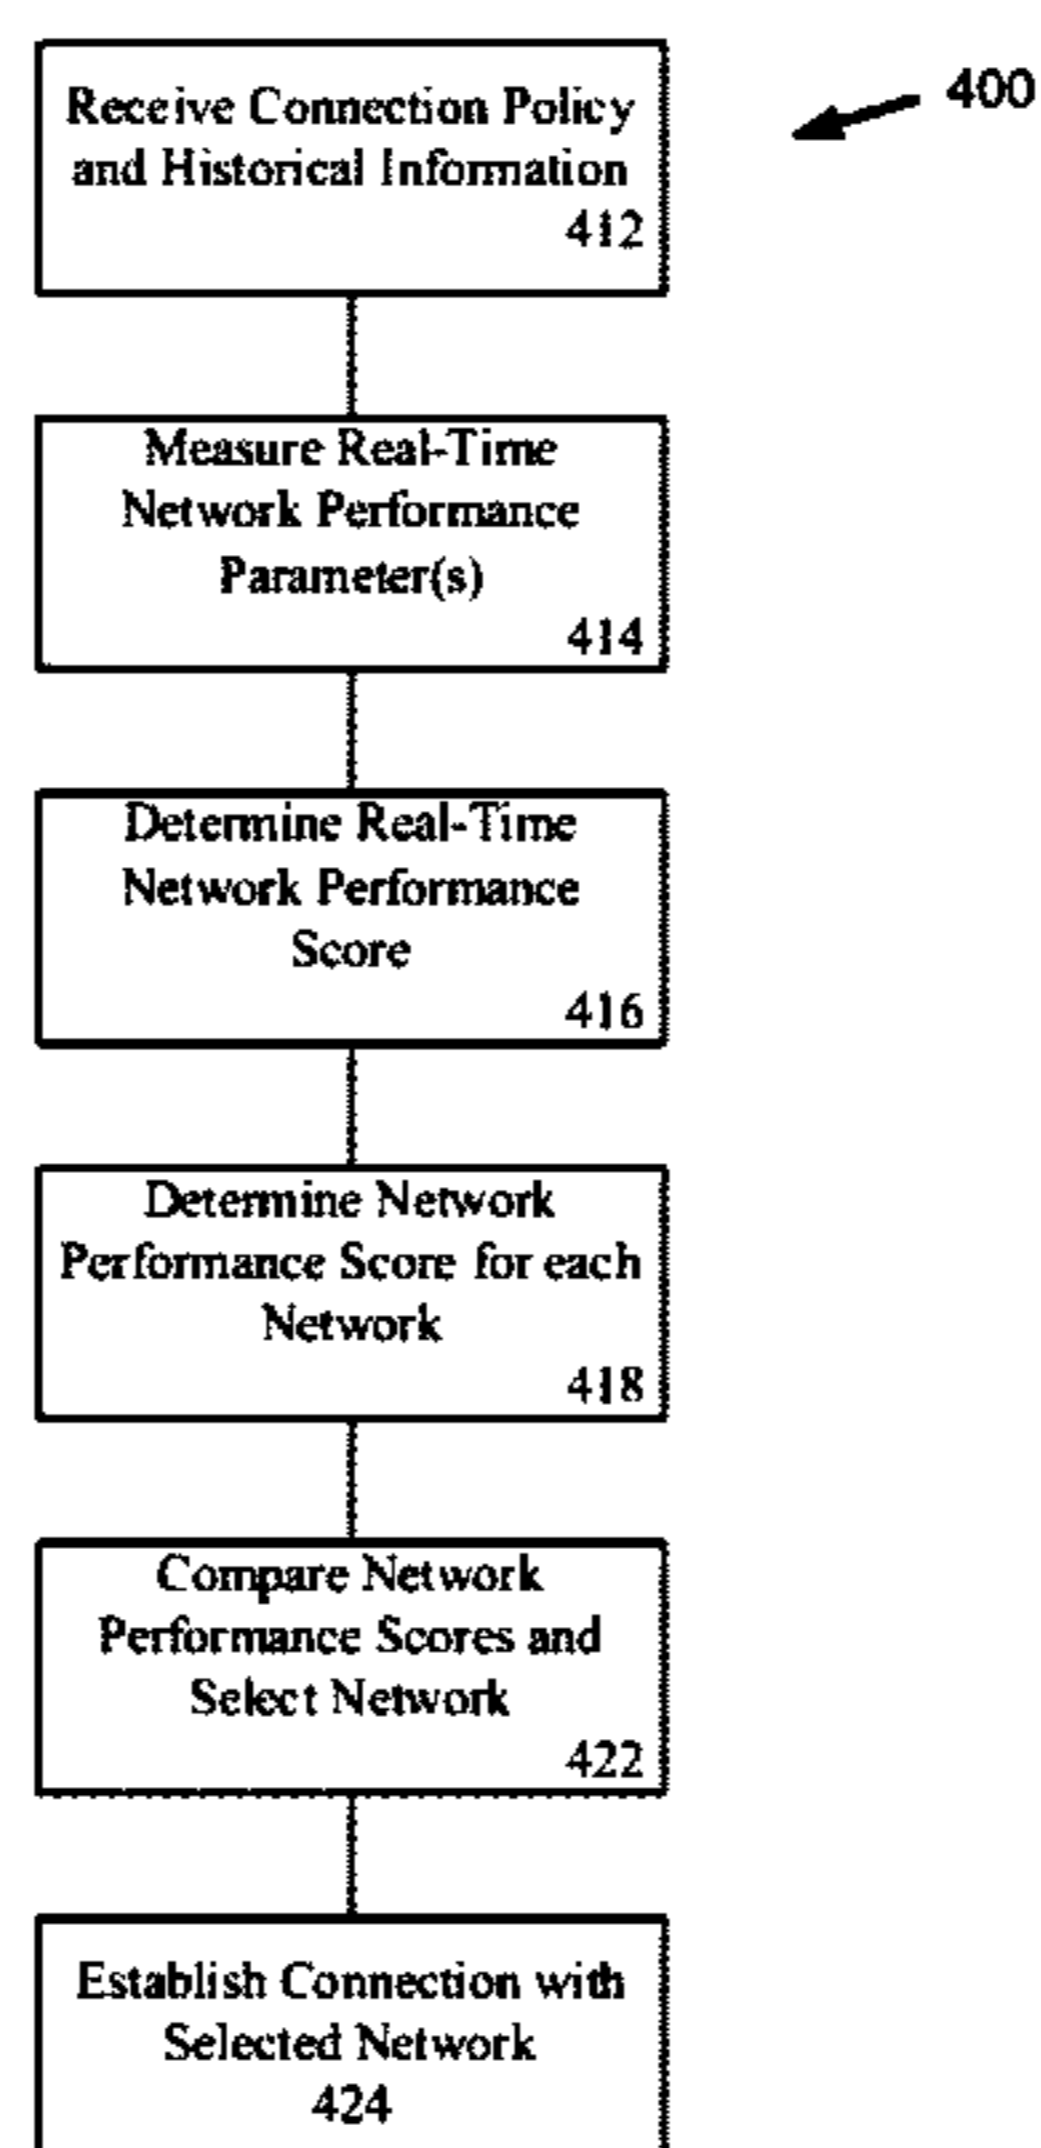 400
Receive Connection Policy
and Historical Information
412
Measure Real-Time
Network Performance
Parameter(s)
414
Determine Real-Time
Network Performance
Score
416
Determine Network
Performance Score for each
Network
418
Compare Network
Performance Scores and
Select Network
422
Establish Connection with
Selected Network
424